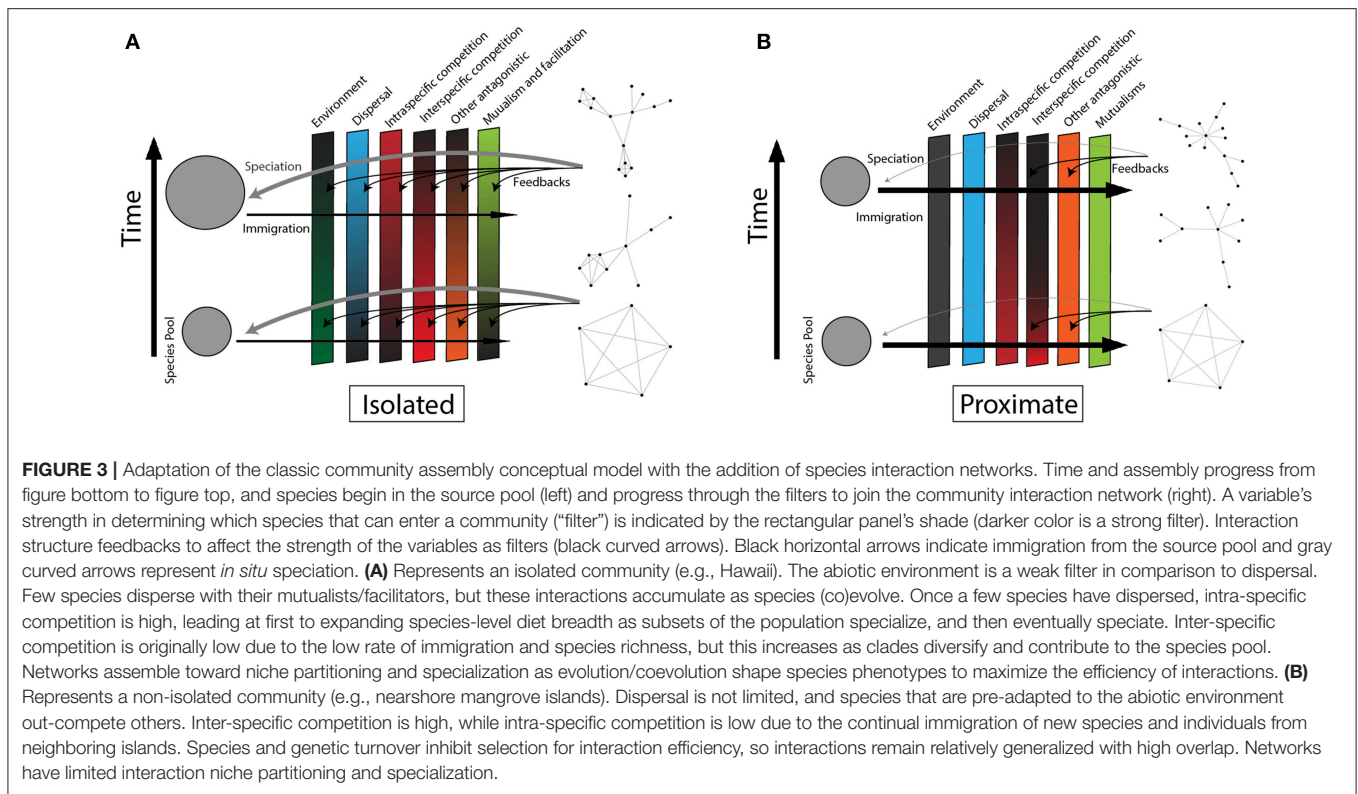 A
Environment
Dispersal
Intraspecific competition
Interspecific competition
Other antagonistic
Mutualism and facilitation
Time
Speciation
Feedbacks
Immigration
Species Pool
Isolated
B
Environment
Dispersal
Intraspecific competition
Interspecific competition
Other antagonistic
Mutualisms
Time
Speciation
Feedbacks
Immigration
Species Pool
Proximate
FIGURE 3 | Adaptation of the classic community assembly conceptual model with the addition of species interaction networks. Time and assembly progress from
figure bottom to figure top, and species begin in the source pool (left) and progress through the filters to join the community interaction network (right). A variable's
strength in determining which species that can enter a community ("filter") is indicated by the rectangular panel's shade (darker color is a strong filter). Interaction
structure feedbacks to affect the strength of the variables as filters (black curved arrows). Black horizontal arrows indicate immigration from the source pool and gray
curved arrows represent in situ speciation. (A) Represents an isolated community (e.g., Hawaii). The abiotic environment is a weak filter in comparison to dispersal.
Few species disperse with their mutualists/facilitators, but these interactions accumulate as species (co)evolve. Once a few species have dispersed, intra-specific
competition is high, leading at first to expanding species-level diet breadth as subsets of the population specialize, and then eventually speciate. Inter-specific
competition is originally low due to the low rate of immigration and species richness, but this increases as clades diversify and contribute to the species pool.
Networks assemble toward niche partitioning and specialization as evolution/coevolution shape species phenotypes to maximize the efficiency of interactions. (B)
Represents a non-isolated community (e.g., nearshore mangrove islands). Dispersal is not limited, and species that are pre-adapted to the abiotic environment
out-compete others. Inter-specific competition is high, while intra-specific competition is low due to the continual immigration of new species and individuals from
neighboring islands. Species and genetic turnover inhibit selection for interaction efficiency, so interactions remain relatively generalized with high overlap. Networks
have limited interaction niche partitioning and specialization.